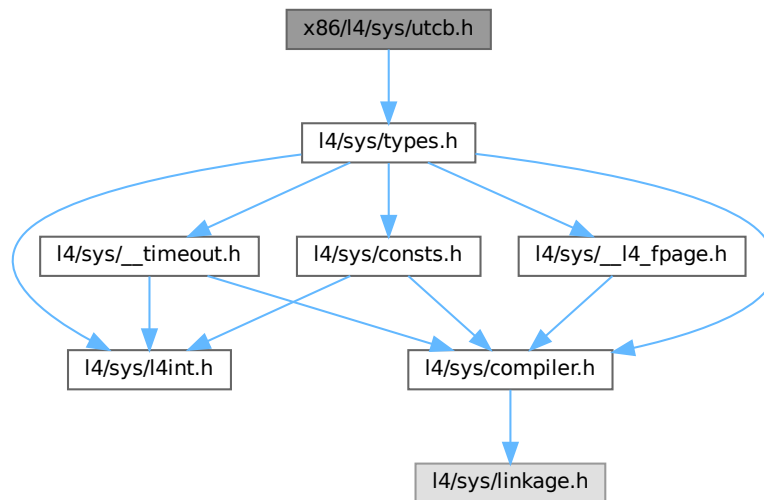 x86/l4/sys/utcb.h
l4/sys/types.h
l4/sys/__timeout.h
l4/sys/consts.h
l4/sys/__l4_fpage.h
l4/sys/l4int.h
l4/sys/compiler.h
l4/sys/linkage.h